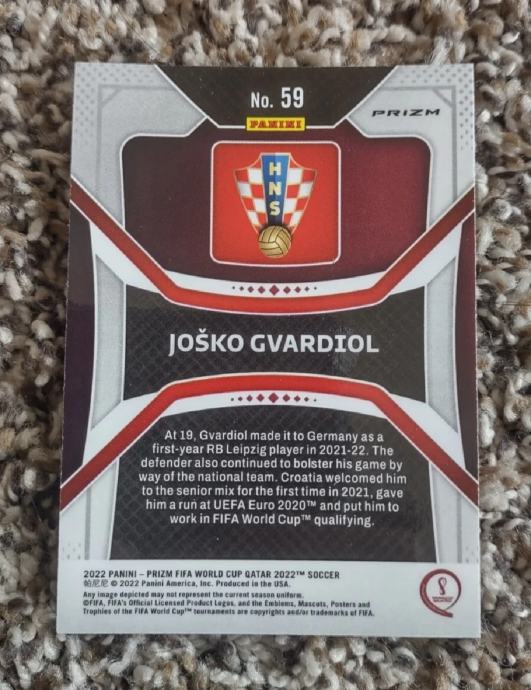 No. 59
PANINI
PRIZM
HNS
JOŠKO GVARDIOL
At 19, Gvardiol made it to Germany as a
first-year RB Leipzig player in 2021-22. The
defender also continued to bolster his game by
way of the national team. Croatia welcomed him
to the senior mix for the first time in 2021, gave
him a run at UEFA Euro 2020™ and put him to
work in FIFA World Cup™ qualifying.
2022 PANINI – PRIZM FIFA WORLD CUP QATAR 2022™ SOCCER
帕尼尼 © 2022 Panini America, Inc. Produced in the USA.
Any image depicted may not represent the current season uniform.
©FIFA, FIFA's Official Licensed Product Logos, and the Emblems, Mascots, Posters and
Trophies of the FIFA World Cup™ tournaments are copyrights and/or trademarks of FIFA.